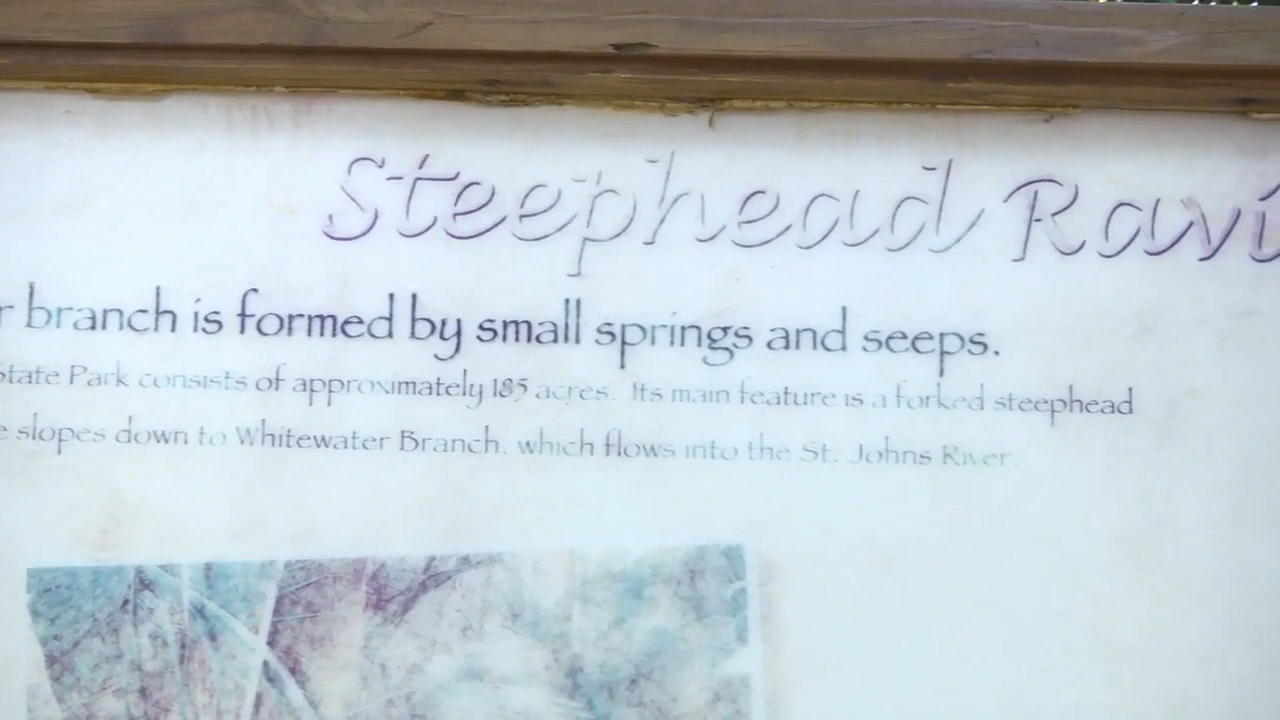 Steephead Ravi
r branch is formed by small springs and seeps.
State Park consists of approximately 185 acres. Its main feature is a forked steephead
e slopes down to Whitewater Branch, which flows into the St. Johns River.